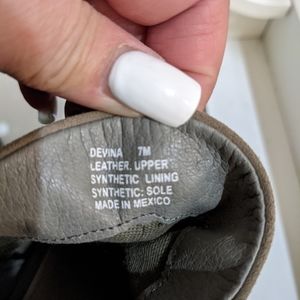 DEVINA 7M
LEATHER. UPPER
SYNTHETIC LINING
SYNTHETIC: SOLE
MADE IN MEXICO